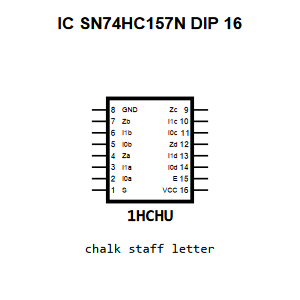 IC SN74HC157N DIP 16
8 GND Zc 9
7 Zb I1c 10
6 I1b I0c 11
5 I0b Zd 12
4 Za I1d 13
3 I1a I0d 14
2 I0a E 15
1 S VCC 16
1HCHU
chalk staff letter